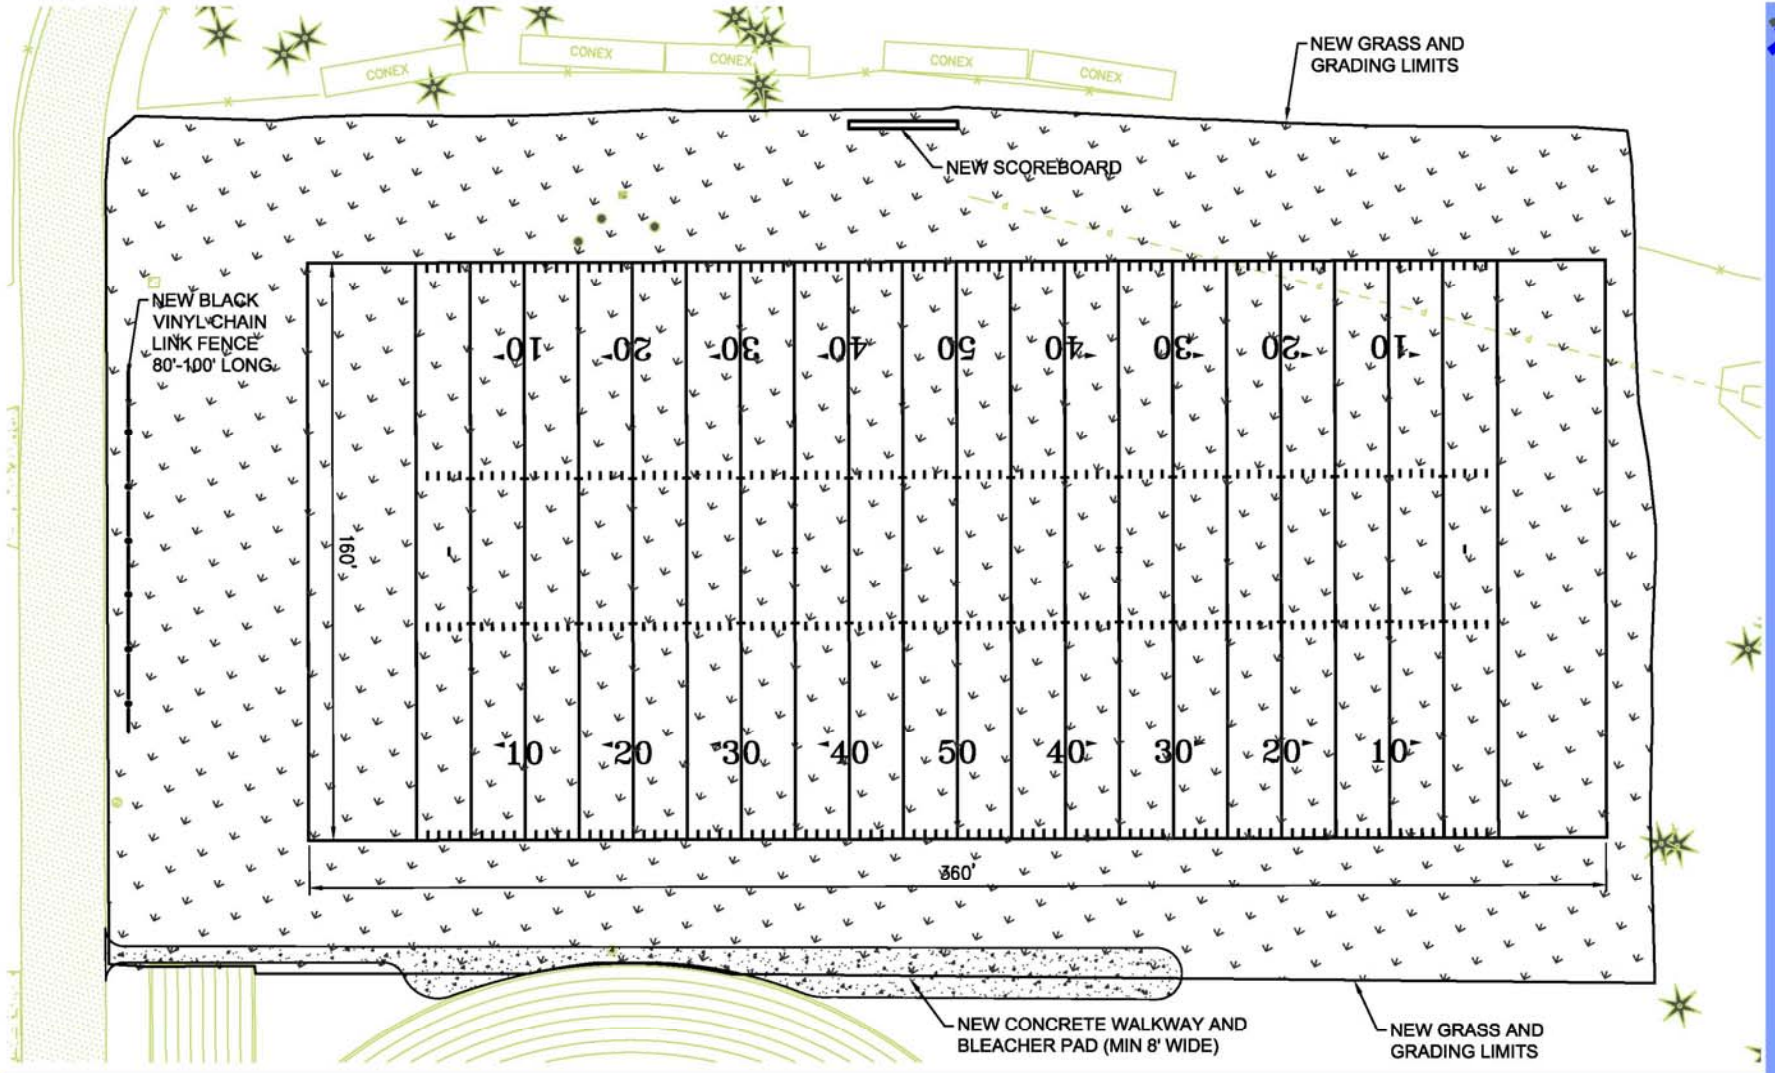 CONEX
CONEX
CONEX
CONEX
CONEX
NEW GRASS AND
GRADING LIMITS
NEW SCOREBOARD
NEW BLACK
VINYL CHAIN
LINK FENCE
80'-100' LONG
10
20
30
40
50
40
30
20
10
160'
10
20
30
40
50
40
30
20
10
360'
NEW CONCRETE WALKWAY AND
BLEACHER PAD (MIN 8' WIDE)
NEW GRASS AND
GRADING LIMITS